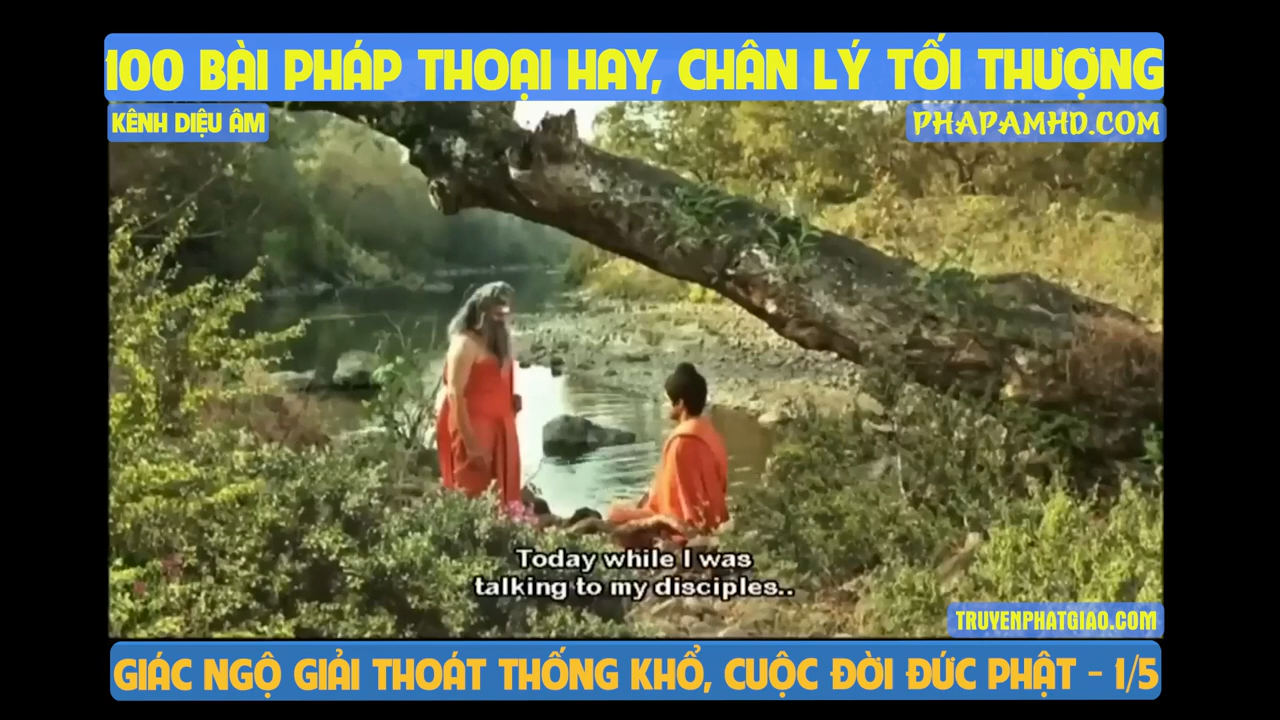 100 BÀI PHÁP THOẠI HAY, CHÂN LÝ TỐI THƯỢNG
KÊNH DIỆU ÂM
PHAPAMHD.COM
Today while I was
talking to my disciples..
TRUYENPHATGIAO.COM
GIÁC NGỘ GIẢI THOÁT THỐNG KHỔ, CUỘC ĐỜI ĐỨC PHẬT - 1/5